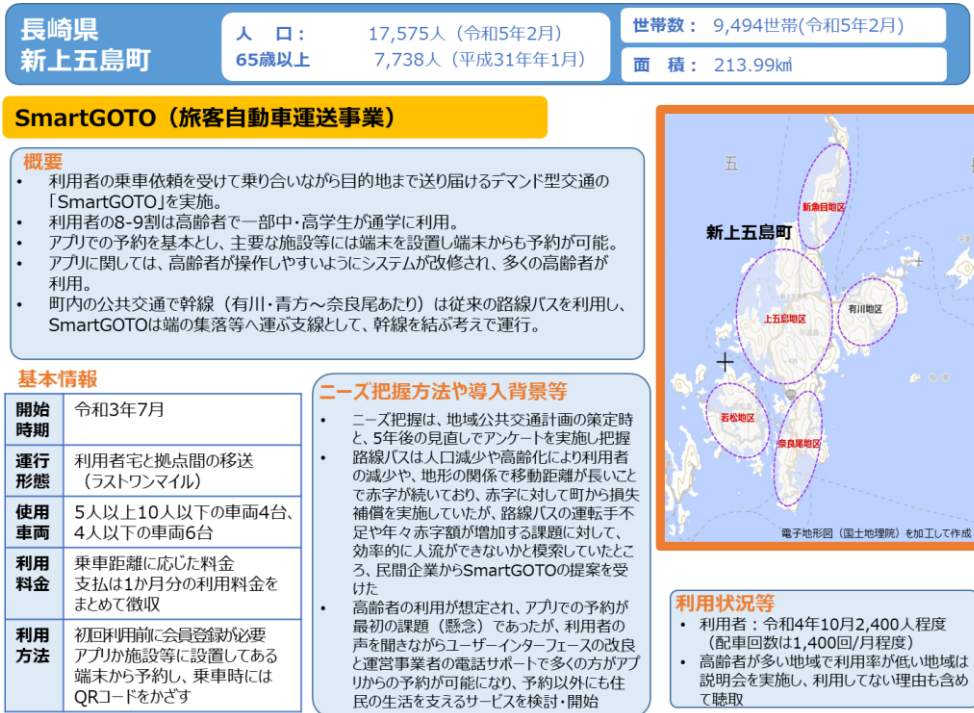 長崎県
新上五島町
人　口：　17,575人（令和5年2月）
65歳以上　7,738人（平成31年年1月）
世帯数：　9,494世帯(令和5年2月)
面　積：　213.99㎢
SmartGOTO（旅客自動車運送事業）
概要
• 利用者の乗車依頼を受けて乗り合いながら目的地まで送り届けるデマンド型交通の
「SmartGOTO」を実施。
• 利用者の8-9割は高齢者で一部中・高学生が通学に利用。
• アプリでの予約を基本とし、主要な施設等には端末を設置し端末からも予約が可能。
• アプリに関しては、高齢者が操作しやすいようにシステムが改修され、多くの高齢者が
利用。
• 町内の公共交通で幹線（有川・青方～奈良尾あたり）は従来の路線バスを利用し、
SmartGOTOは端の集落等へ運ぶ支線として、幹線を結ぶ考えで運行。
基本情報
開始
時期
令和3年7月
運行
形態
利用者宅と拠点間の移送
（ラストワンマイル）
使用
車両
5人以上10人以下の車両4台、
4人以下の車両6台
利用
料金
乗車距離に応じた料金
支払は1か月分の利用料金を
まとめて徴収
利用
方法
初回利用前に会員登録が必要
アプリか施設等に設置してある
端末から予約し、乗車時には
QRコードをかざす
ニーズ把握方法や導入背景等
• ニーズ把握は、地域公共交通計画の策定時
と、5年後の見直しでアンケートを実施し把握
• 路線バスは人口減少や高齢化により利用者
の減少や、地形の関係で移動距離が長いこと
で赤字が続いており、赤字に対して町から損失
補償を実施していたが、路線バスの運転手不
足や年々赤字額が増加する課題に対して、
効率的に人流ができないかと模索していたとこ
ろ、民間企業からSmartGOTOの提案を受
けた
• 高齢者の利用が想定され、アプリでの予約が
最初の課題（懸念）であったが、利用者の
声を聞きながらユーザーインターフェースの改良
と運営事業者の電話サポートで多くの方がアプ
リからの予約が可能になり、予約以外にも住
民の生活を支えるサービスを検討・開始
五
新魚目地区
新上五島町
上五島地区
有川地区
若松地区
奈良尾地区
電子地形図（国土地理院）を加工して作成
利用状況等
• 利用者：令和4年10月2,400人程度
（配車回数は1,400回/月程度）
• 高齢者が多い地域で利用率が低い地域は
説明会を実施し、利用してない理由も含め
て聴取